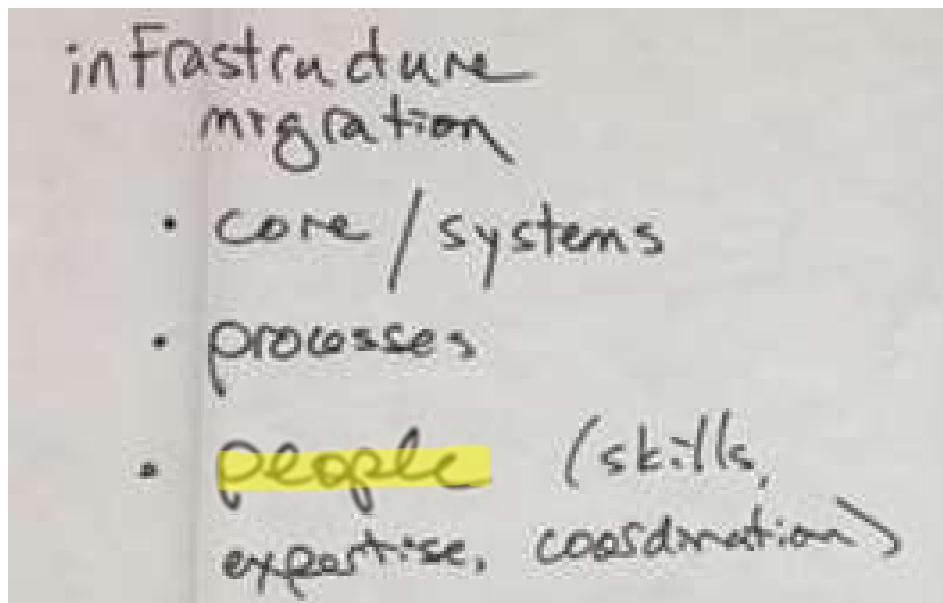 infrastructure
migration
• core / systems
• processes
• people (skills,
expertise, coordination)